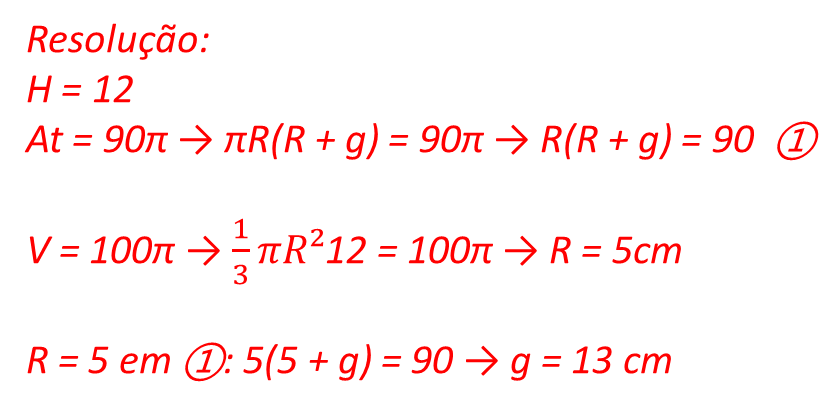 Resolução:
H = 12
At = 90π → πR(R + g) = 90π → R(R + g) = 90 ①
V = 100π → 1/3 πR²12 = 100π → R = 5cm
R = 5 em ①: 5(5 + g) = 90 → g = 13 cm